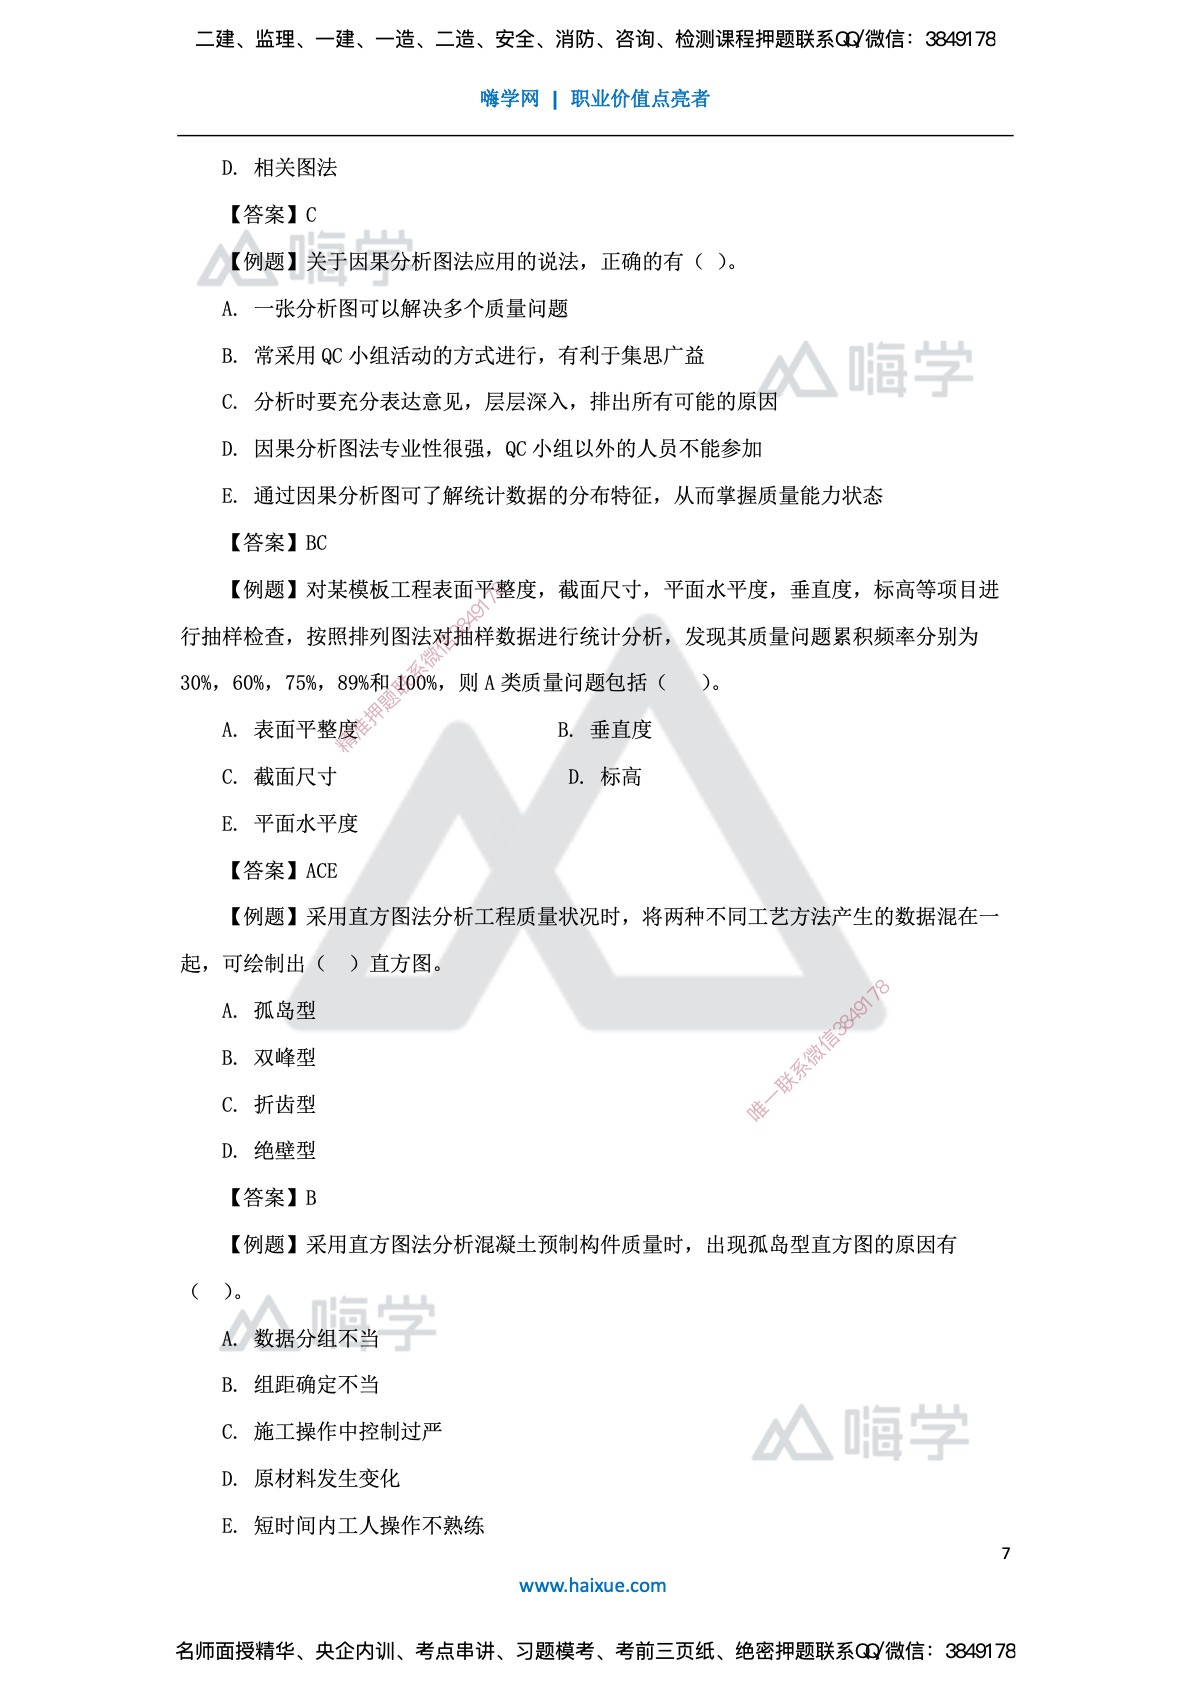 二建、监理、一建、一造、二造、安全、消防、咨询、检测课程押题联系QQ/微信：3849178
嗨学网 | 职业价值点亮者
D. 相关图法
【答案】C
嗨学
【例题】关于因果分析图法应用的说法，正确的有（ ）。
A. 一张分析图可以解决多个质量问题
B. 常采用 QC 小组活动的方式进行，有利于集思广益
嗨学
C. 分析时要充分表达意见，层层深入，排出所有可能的原因
D. 因果分析图法专业性很强，QC 小组以外的人员不能参加
E. 通过因果分析图可了解统计数据的分布特征，从而掌握质量能力状态
【答案】BC
【例题】对某模板工程表面平整度，截面尺寸，平面水平度，垂直度，标高等项目进
行抽样检查，按照排列图法对抽样数据进行统计分析，发现其质量问题累积频率分别为
30%，60%，75%，89%和 100%，则 A 类质量问题包括（ ）。
精准押题联系微信3849178
A. 表面平整度 B. 垂直度
C. 截面尺寸 D. 标高
E. 平面水平度
【答案】ACE
【例题】采用直方图法分析工程质量状况时，将两种不同工艺方法产生的数据混在一
起，可绘制出（ ）直方图。
A. 孤岛型
B. 双峰型
唯一联系微信3849178
C. 折齿型
D. 绝壁型
【答案】B
【例题】采用直方图法分析混凝土预制构件质量时，出现孤岛型直方图的原因有
（ ）。
嗨学
A. 数据分组不当
B. 组距确定不当
C. 施工操作中控制过严
嗨学
D. 原材料发生变化
E. 短时间内工人操作不熟练
7
www.haixue.com
名师面授精华、央企内训、考点串讲、习题模考、考前三页纸、绝密押题联系QQ/微信：3849178